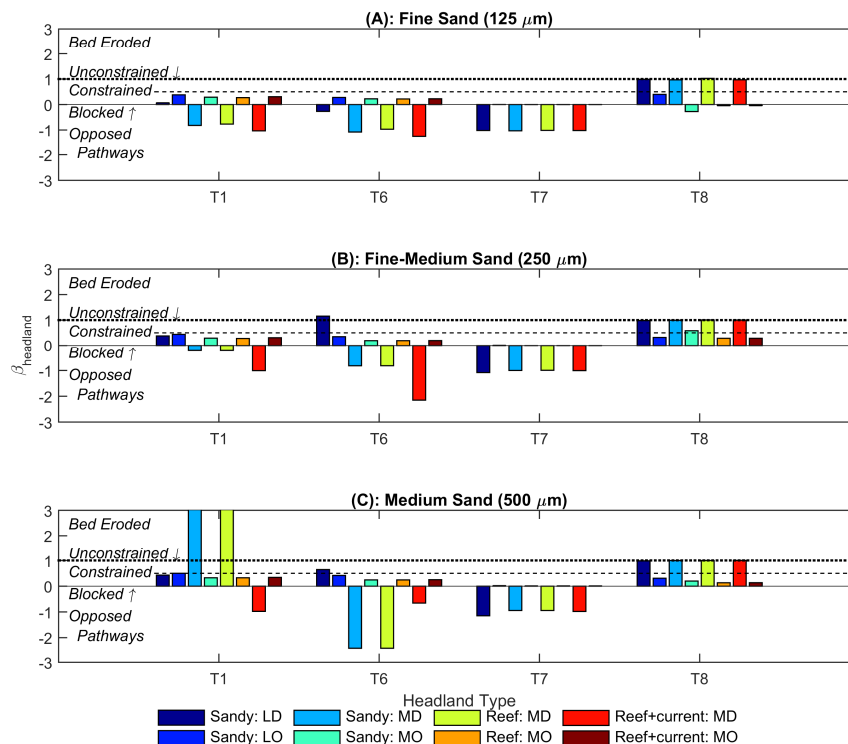 (A): Fine Sand (125 μm)
3
Bed Eroded
2
Unconstrained ↓
1
Constrained
0
Blocked ↑
-1
Opposed
-2
Pathways
-3
T1 T6 T7 T8
(B): Fine-Medium Sand (250 μm)
3
Bed Eroded
2
Unconstrained ↓
1
Constrained
0
Blocked ↑
-1
Opposed
-2
Pathways
-3
βheadland
T1 T6 T7 T8
(C): Medium Sand (500 μm)
3
Bed Eroded
2
Unconstrained ↓
1
Constrained
0
Blocked ↑
-1
Opposed
-2
Pathways
-3
T1 T6 T7 T8
Headland Type
Sandy: LD Sandy: MD Reef: MD Reef+current: MD
Sandy: LO Sandy: MO Reef: MO Reef+current: MO